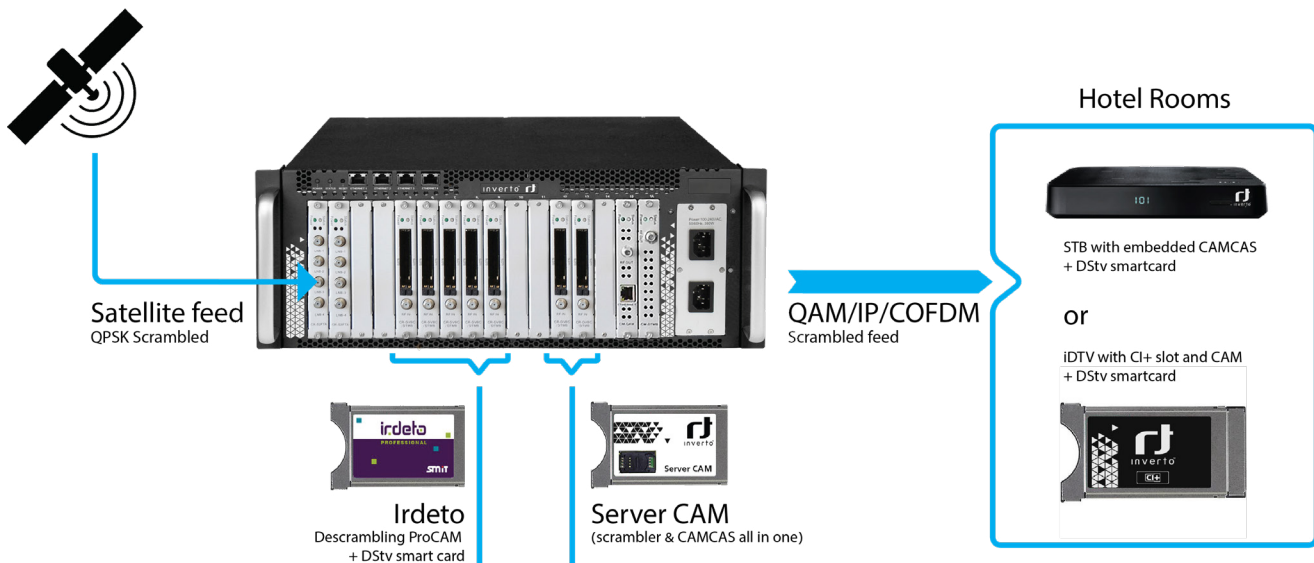 Hotel Rooms
inverto
101
inverto
STB with embedded CAMCAS
+ DStv smartcard
or
iDTV with CI+ slot and CAM
+ DStv smartcard
inverto
CI+
Satellite feed
QPSK Scrambled
QAM/IP/COFDM
Scrambled feed
irdeto
PROFESSIONAL
SMiT
inverto
Server CAM
Irdeto
Descrambling ProCAM
+ DStv smart card
Server CAM
(scrambler & CAMCAS all in one)